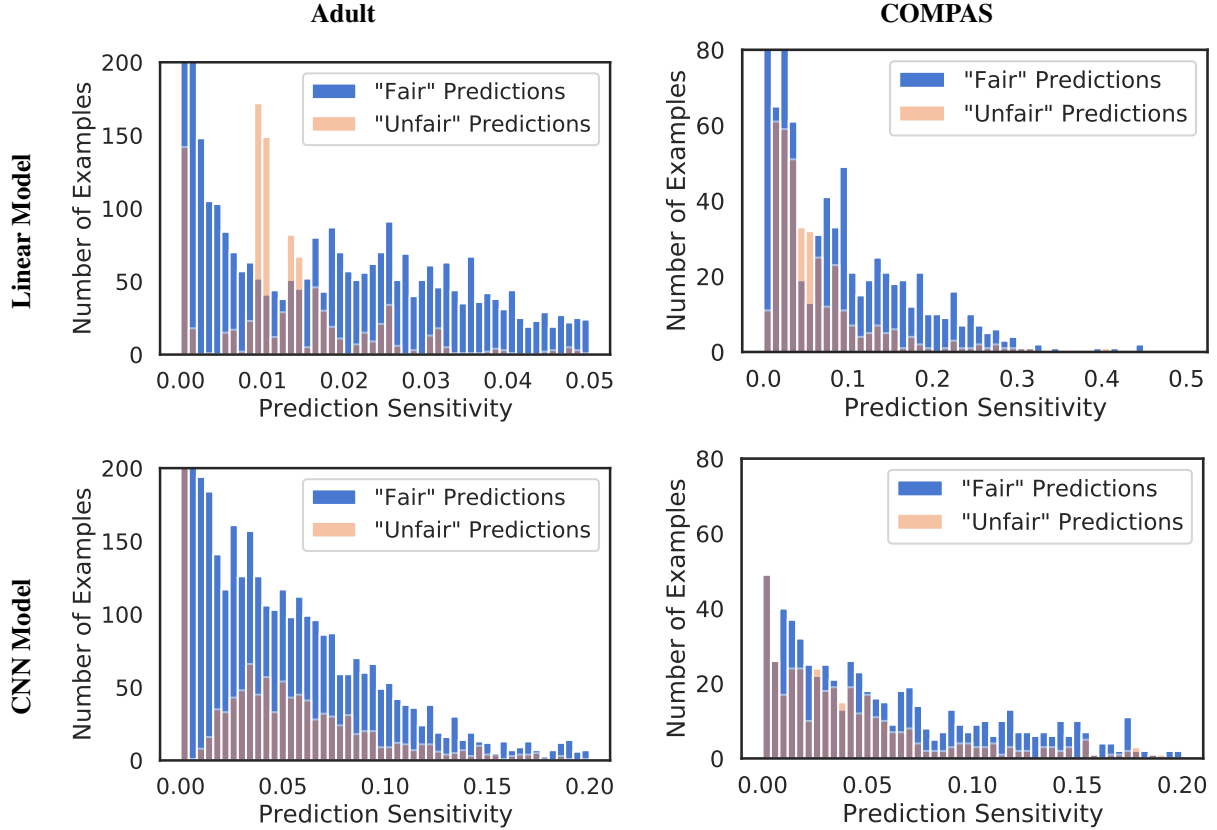 Adult
COMPAS
Linear Model
Number of Examples
200
150
100
50
0
"Fair" Predictions
"Unfair" Predictions
0.00 0.01 0.02 0.03 0.04 0.05
Prediction Sensitivity
Number of Examples
80
60
40
20
0
"Fair" Predictions
"Unfair" Predictions
0.0 0.1 0.2 0.3 0.4 0.5
Prediction Sensitivity
CNN Model
Number of Examples
200
150
100
50
0
"Fair" Predictions
"Unfair" Predictions
0.00 0.05 0.10 0.15 0.20
Prediction Sensitivity
Number of Examples
80
60
40
20
0
"Fair" Predictions
"Unfair" Predictions
0.00 0.05 0.10 0.15 0.20
Prediction Sensitivity